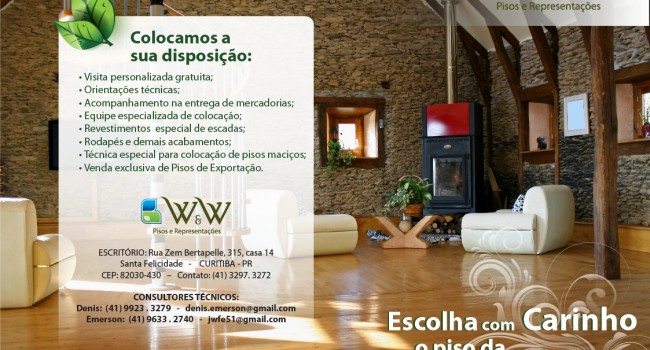 Pisos e Representações
Colocamos a
sua disposição:
• Visita personalizada gratuita;
• Orientações técnicas;
• Acompanhamento na entrega de mercadorias;
• Equipe especializada de colocação;
• Revestimentos especial de escadas;
• Rodapés e demais acabamentos;
• Técnica especial para colocação de pisos maciços;
• Venda exclusiva de Pisos de Exportação.
W&W
Pisos e Representações
ESCRITÓRIO: Rua Zem Bertapelle, 315, casa 14
Santa Felicidade - CURITIBA - PR
CEP: 82030-430 – Contato: (41) 3297. 3272
CONSULTORES TÉCNICOS:
Denis: (41) 9923 . 3279 - denis.emerson@gmail.com
Emerson: (41) 9633 . 2740 - jwfe51@gmail.com
Escolha com Carinho
o piso da